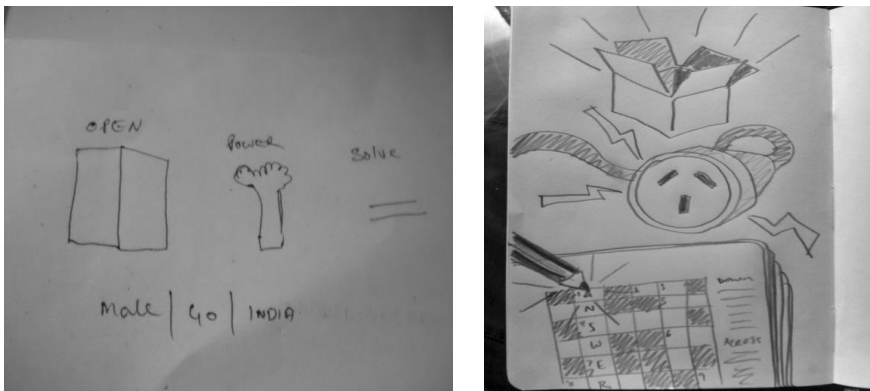 OPEN
POWER
Solve
Male | 40 | INDIA
DOWN
ACROSS
A
N
S
W
E
R